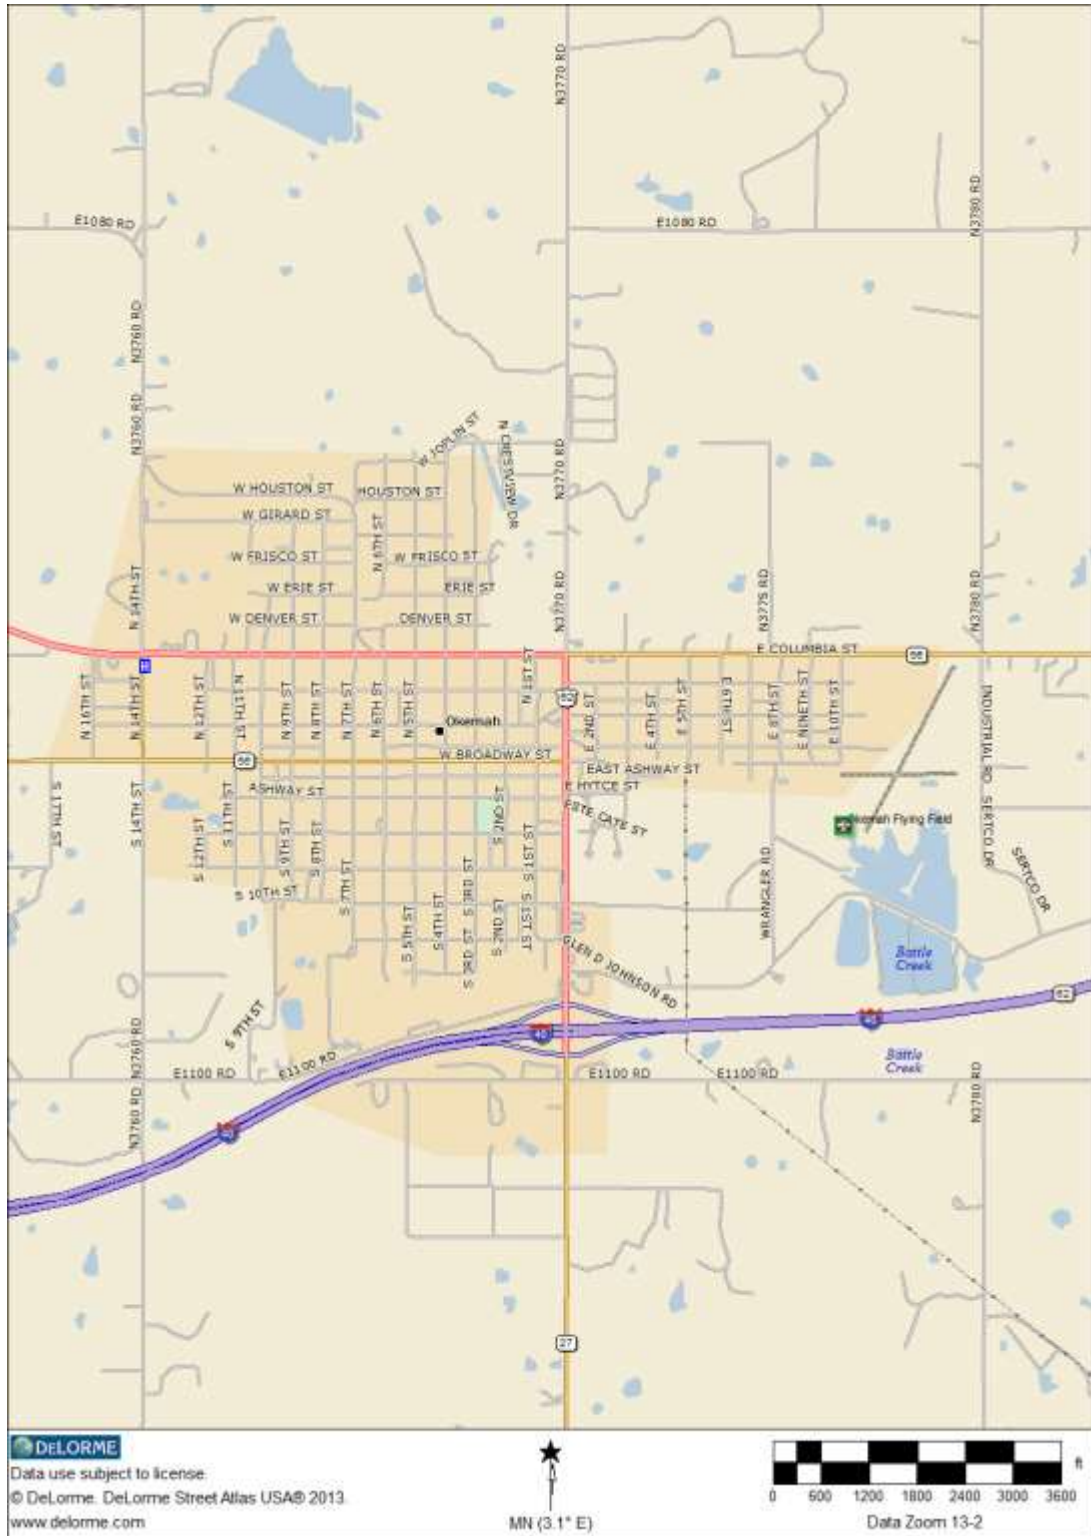 N3770 RD
E1080 RD
E1080 RD
N3780 RD
N3760 RD
N3760 RD
W JOPLIN ST
N CRESTVIEW DR
N3770 RD
W HOUSTON ST
HOUSTON ST
W GIRARD ST
N 6TH ST
W FRISCO ST
W FRISCO ST
W ERIE ST
ERIE ST
N 14TH ST
N3770 RD
N3775 RD
N3780 RD
W DENVER ST
DENVER ST
E COLUMBIA ST
56
N 16TH ST
N 14TH ST
N 12TH ST
N 11TH ST
N 9TH ST
N 8TH ST
N 7TH ST
N 6TH ST
N 5TH ST
N 1ST ST
62
E 2ND ST
E 4TH ST
E 5TH ST
E 6TH ST
E 8TH ST
E NINETH ST
E 10TH ST
INDUSTRIAL RD
Okemah
W BROADWAY ST
56
EAST ASHWAY ST
ASHWAY ST
E HYTCE ST
S 17TH ST
S 14TH ST
S 11TH ST
S 2ND ST
Okemah Flying Field
SERTCO DR
S 12TH ST
S 9TH ST
S 8TH ST
S 7TH ST
S 1ST ST
WRANGLER RD
SERTCO DR
S 10TH ST
S 3RD ST
S 5TH ST
S 4TH ST
S 3RD ST
S 2ND ST
S 1ST ST
GLEN D JOHNSON RD
Battle
Creek
62
S 9TH ST
40
40
N3760 RD
E1100 RD
E1100 RD
E1100 RD
E1100 RD
Battle
Creek
N3760 RD
40
N3780 RD
27
DELORME
Data use subject to license.
© DeLorme. DeLorme Street Atlas USA® 2013.
www.delorme.com
MN (3.1° E)
ft
0 600 1200 1800 2400 3000 3600
Data Zoom 13-2